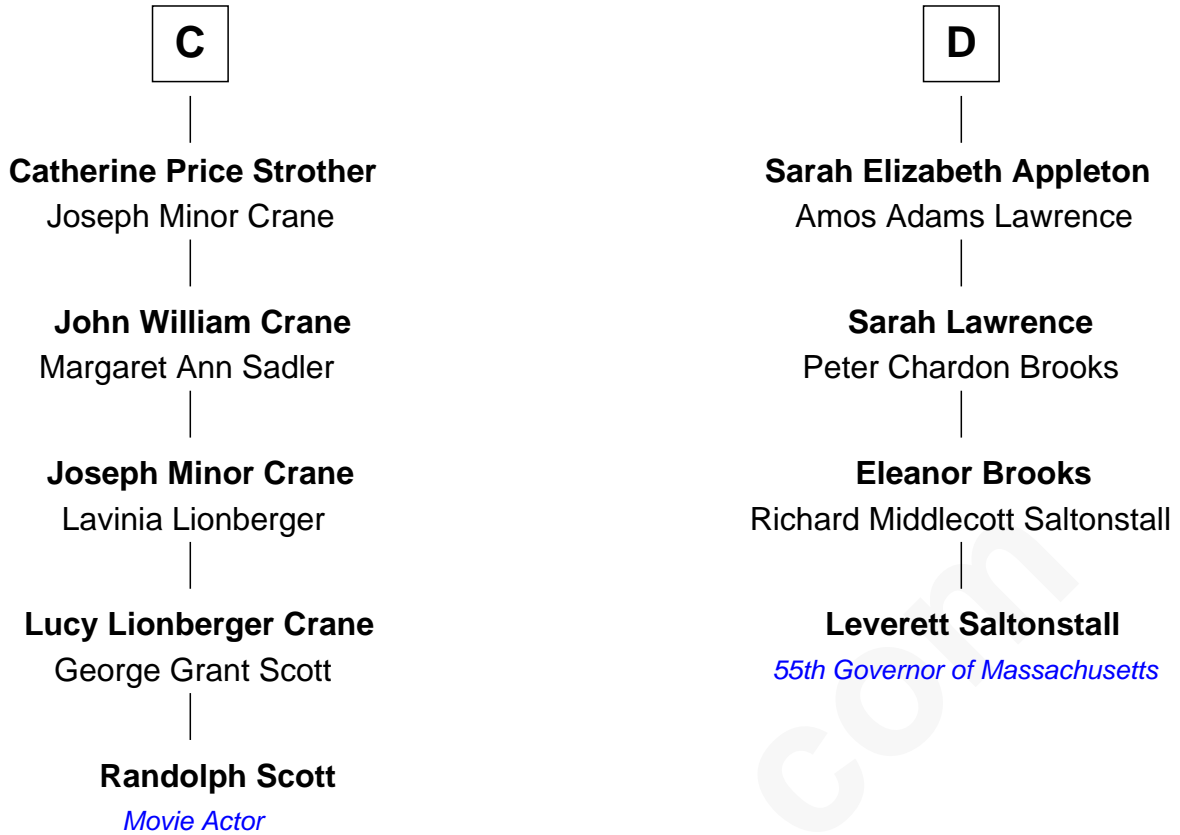 C
Catherine Price Strother
Joseph Minor Crane
John William Crane
Margaret Ann Sadler
Joseph Minor Crane
Lavinia Lionberger
Lucy Lionberger Crane
George Grant Scott
Randolph Scott
Movie Actor
D
Sarah Elizabeth Appleton
Amos Adams Lawrence
Sarah Lawrence
Peter Chardon Brooks
Eleanor Brooks
Richard Middlecott Saltonstall
Leverett Saltonstall
55th Governor of Massachusetts
com